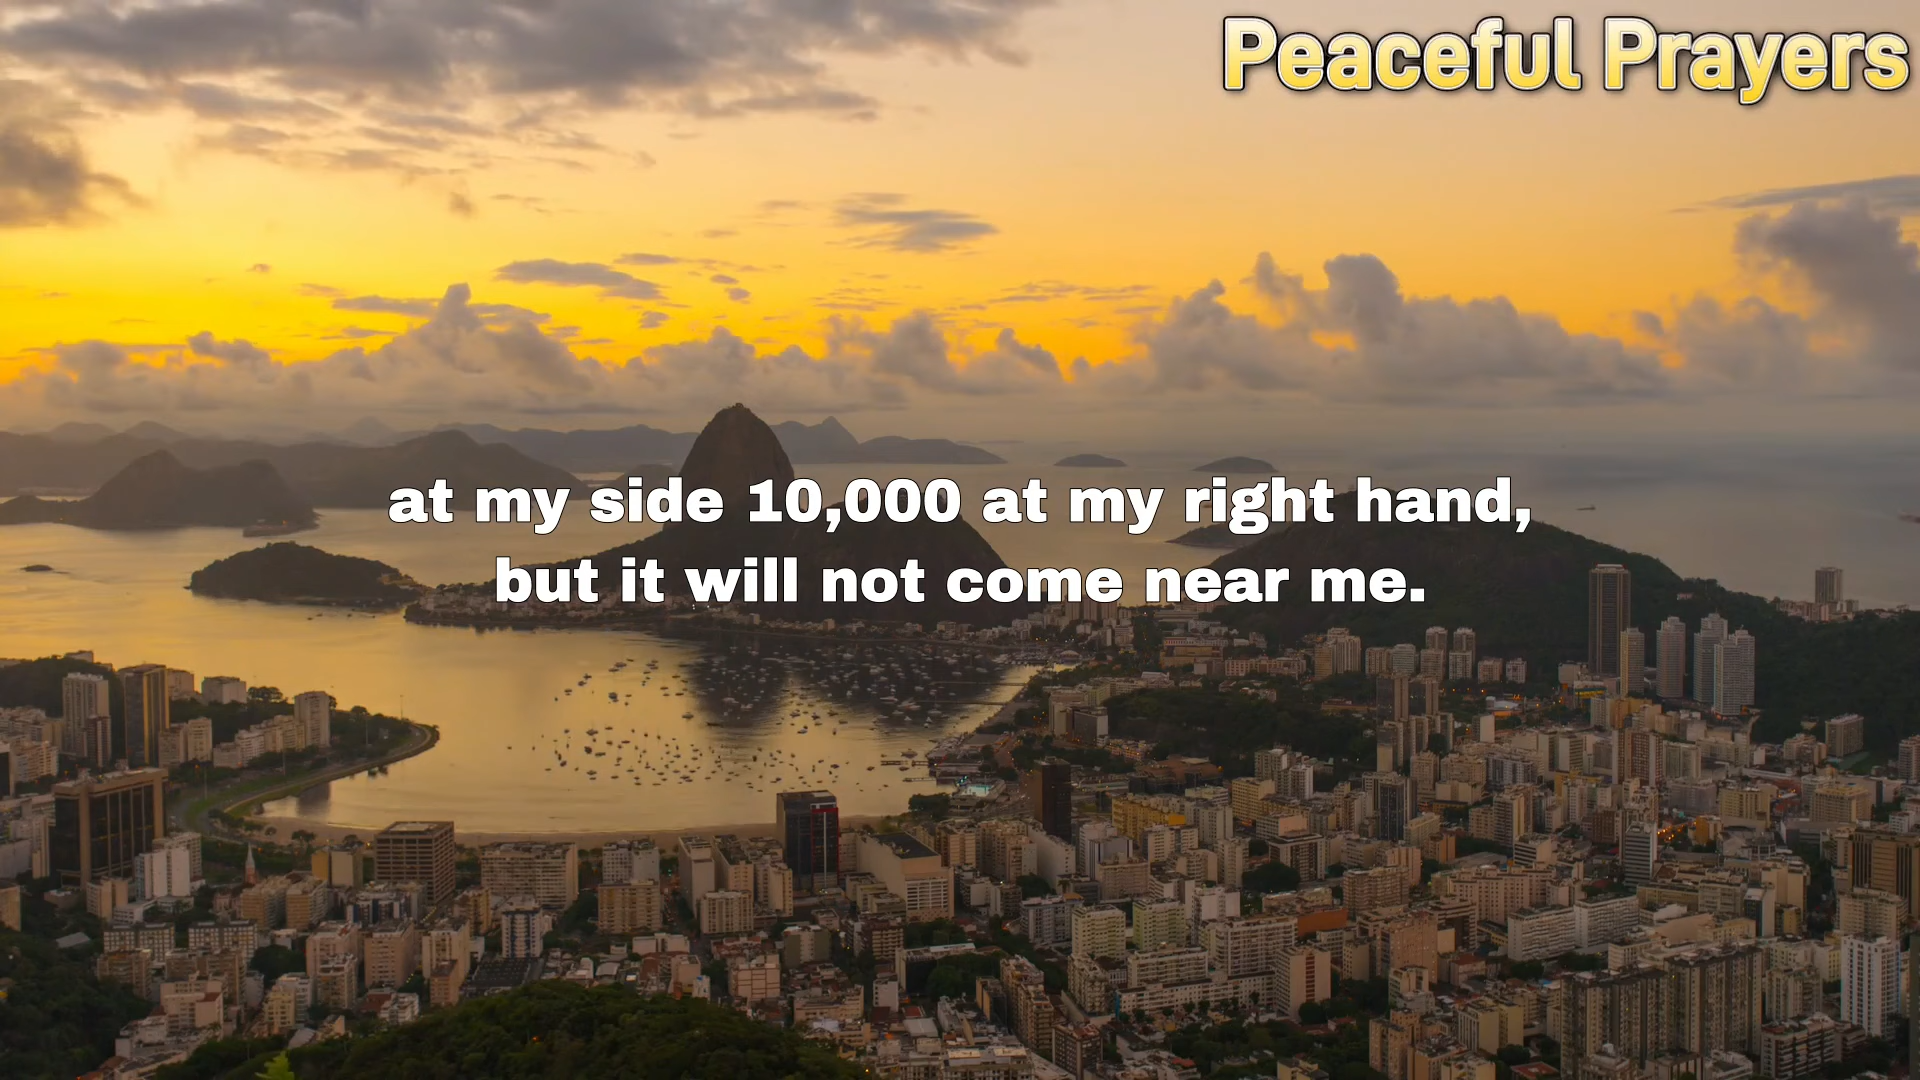 Peaceful Prayers
at my side 10,000 at my right hand,
but it will not come near me.